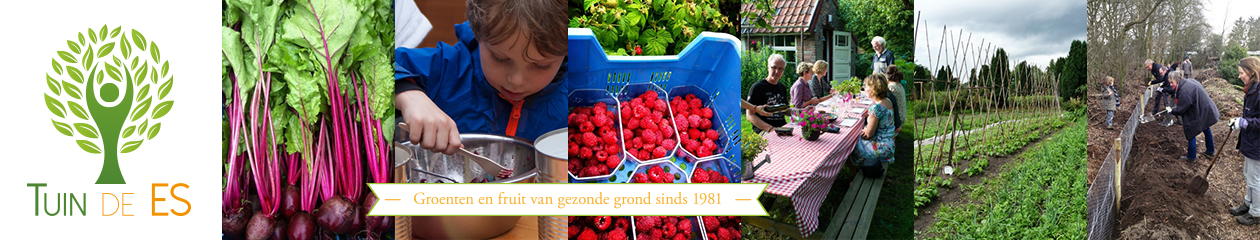 TUIN DE ES
— Groenten en fruit van gezonde grond sinds 1981 —